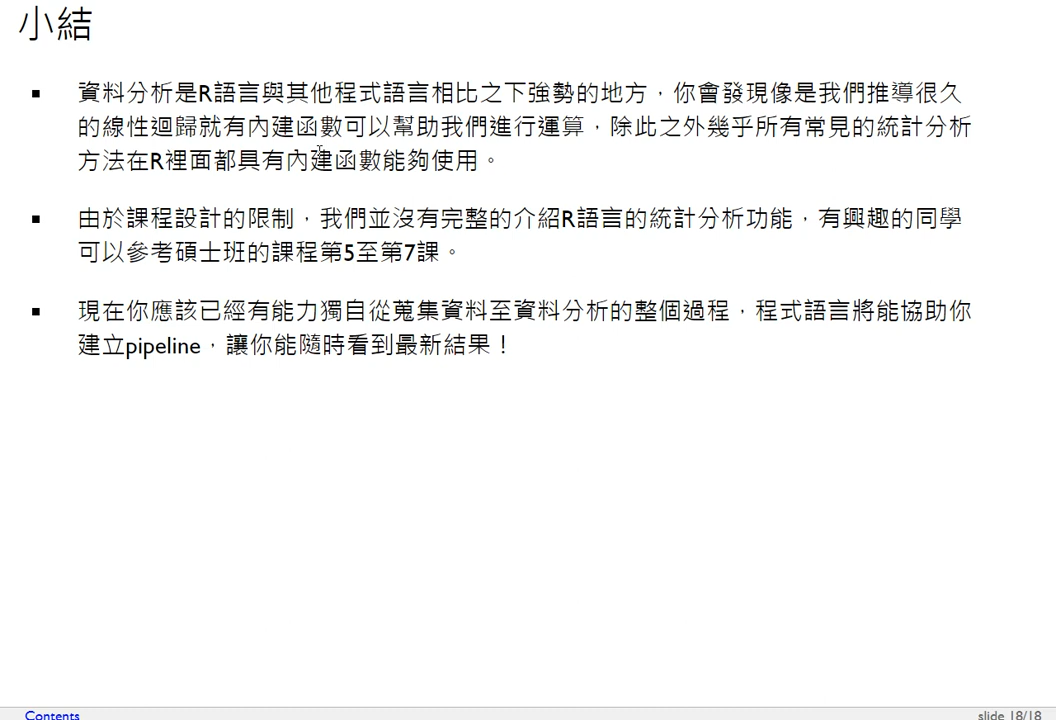 小結
▪ 資料分析是R語言與其他程式語言相比之下強勢的地方，你會發現像是我們推導很久
的線性迴歸就有內建函數可以幫助我們進行運算，除此之外幾乎所有常見的統計分析
方法在R裡面都具有內建函數能夠使用。
▪ 由於課程設計的限制，我們並沒有完整的介紹R語言的統計分析功能，有興趣的同學
可以參考碩士班的課程第5至第7課。
▪ 現在你應該已經有能力獨自從蒐集資料至資料分析的整個過程，程式語言將能協助你
建立pipeline，讓你能隨時看到最新結果！
Contents
slide 18/18